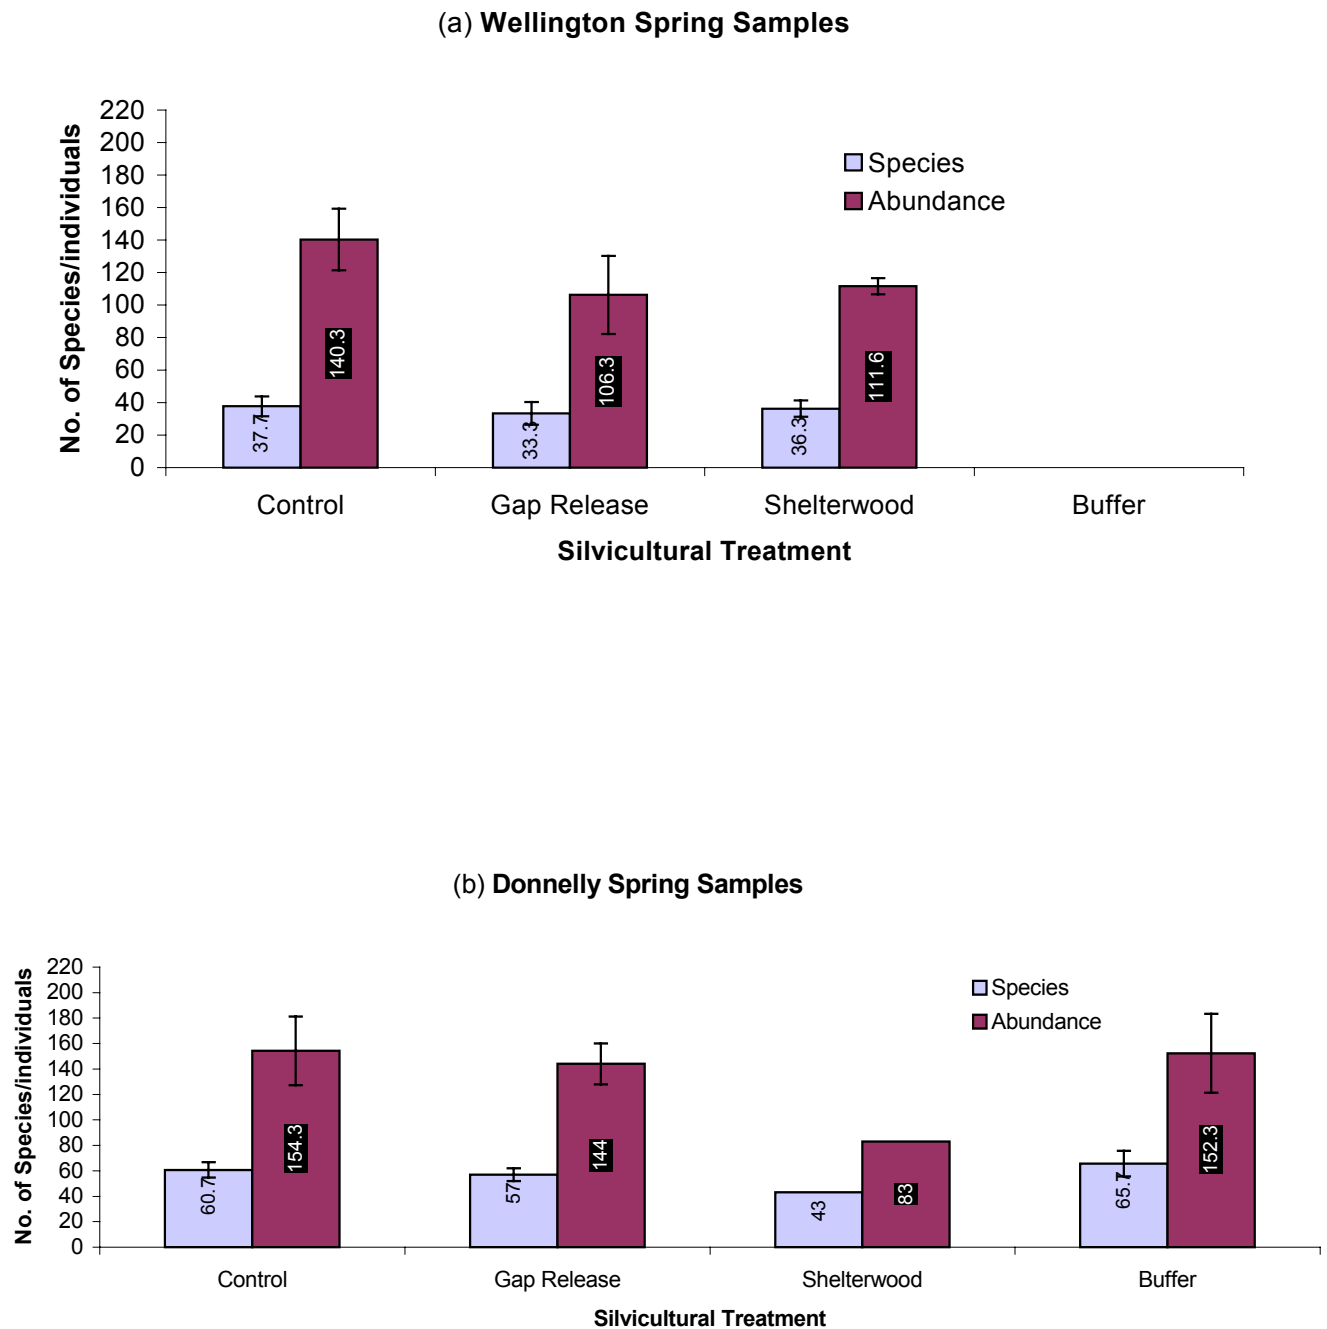 (a) Wellington Spring Samples
No. of Species/individuals
220
200
180
160
140
120
100
80
60
40
20
0
Species
Abundance
37.7
140.3
33.3
106.3
36.3
111.6
Control
Gap Release
Shelterwood
Buffer
Silvicultural Treatment
(b) Donnelly Spring Samples
No. of Species/individuals
220
200
180
160
140
120
100
80
60
40
20
0
Species
Abundance
60.7
154.3
57
144
43
83
65.7
152.3
Control
Gap Release
Shelterwood
Buffer
Silvicultural Treatment